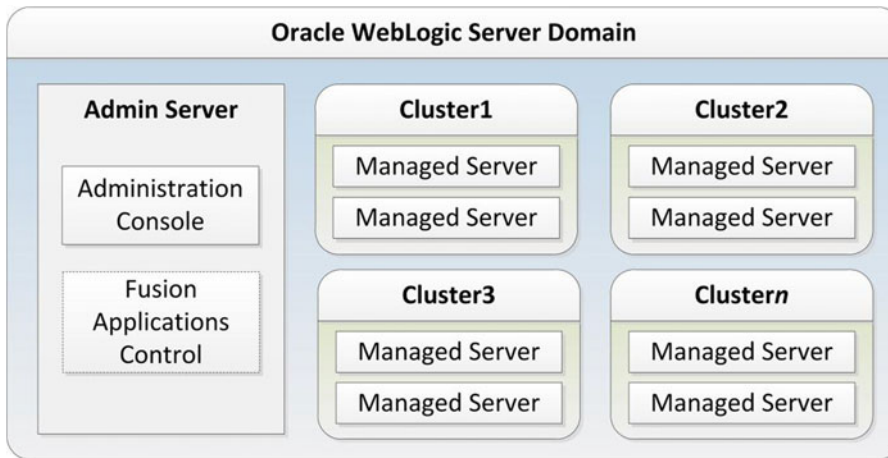 Oracle WebLogic Server Domain
Admin Server
Administration
Console
Fusion
Applications
Control
Cluster1
Managed Server
Managed Server
Cluster2
Managed Server
Managed Server
Cluster3
Managed Server
Managed Server
Clustern
Managed Server
Managed Server